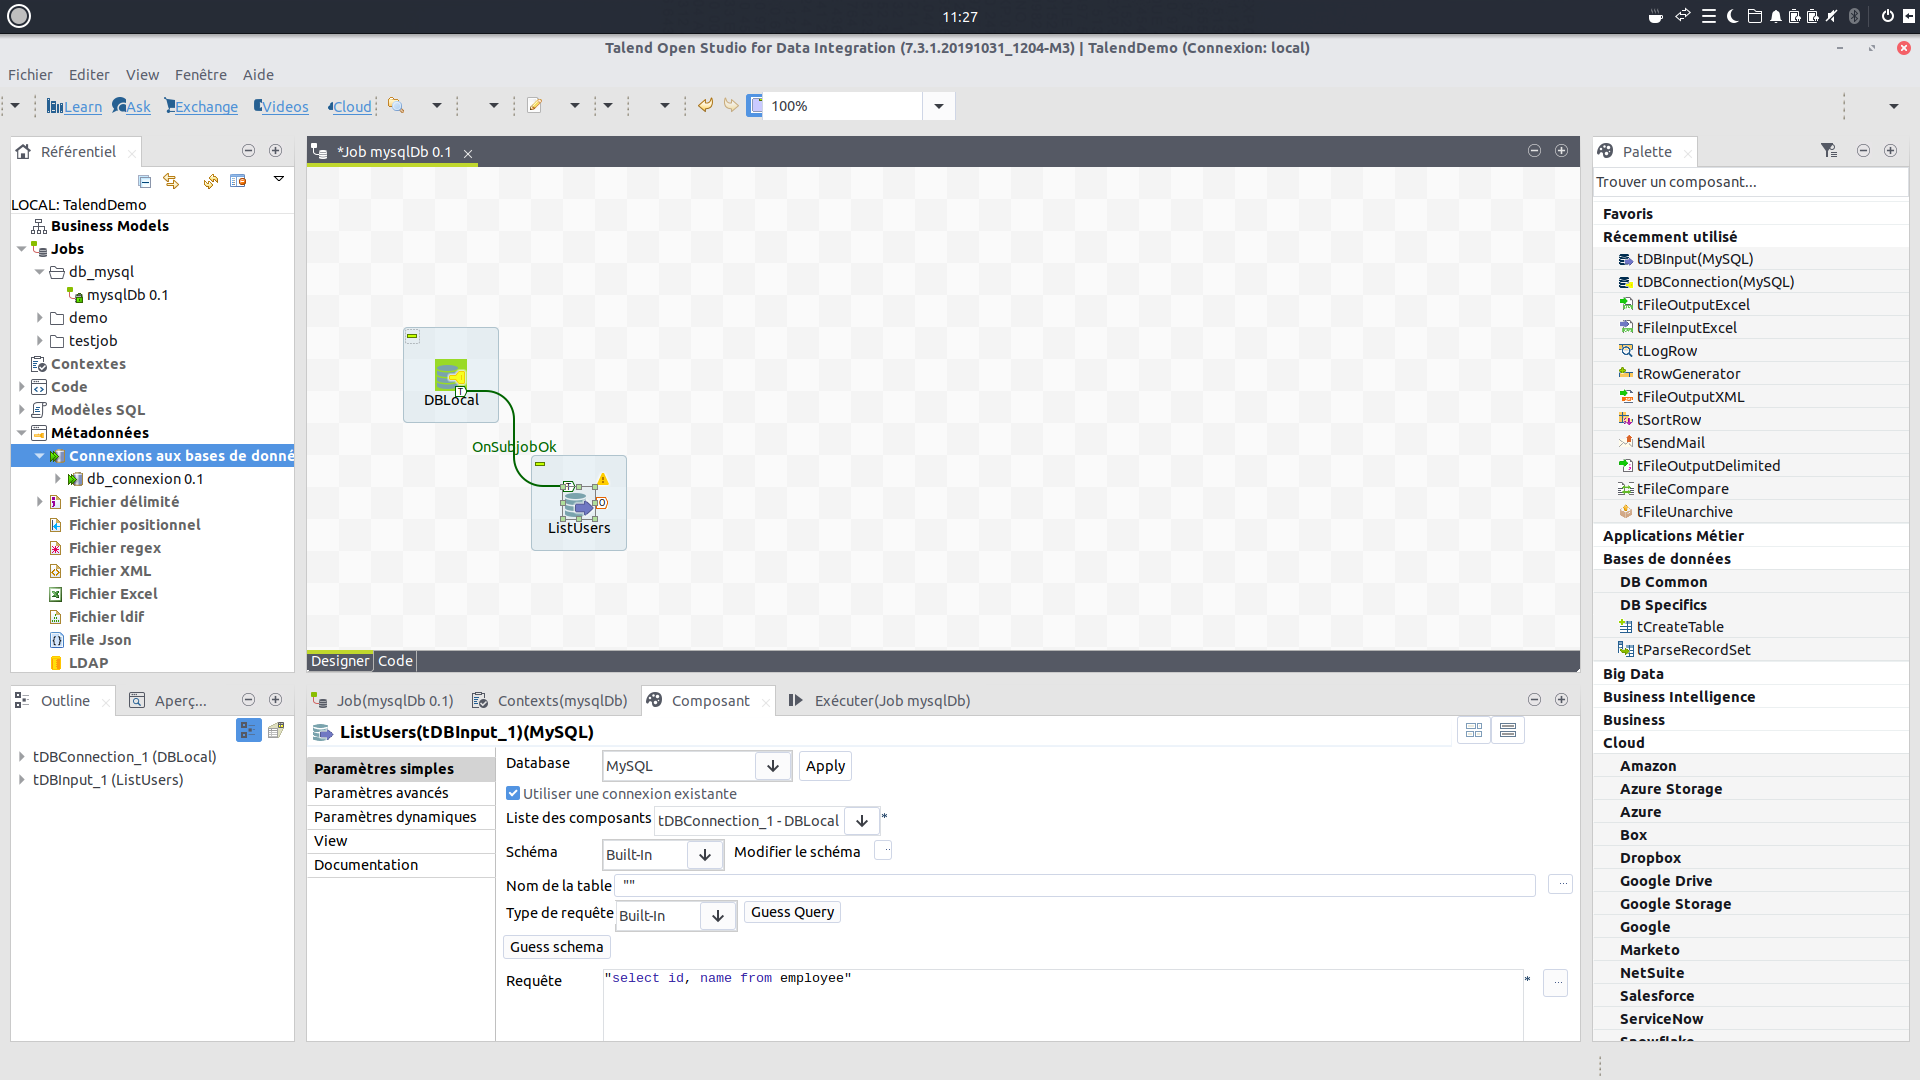 11:27
Talend Open Studio for Data Integration (7.3.1.20191031_1204-M3) | TalendDemo (Connexion: local)
Fichier Editer View Fenêtre Aide
Learn Ask Exchange Videos Cloud 100%
Référentiel
LOCAL: TalendDemo
Business Models
Jobs
db_mysql
mysqlDb 0.1
demo
testjob
Contextes
Code
Modèles SQL
Métadonnées
Connexions aux bases de donné
db_connexion 0.1
Fichier délimité
Fichier positionnel
Fichier regex
Fichier XML
Fichier Excel
Fichier ldif
File Json
LDAP
Outline Aperç...
tDBConnection_1 (DBLocal)
tDBInput_1 (ListUsers)
*Job mysqlDb 0.1
DBLocal
OnSubjobOk
ListUsers
Designer Code
Job(mysqlDb 0.1) Contexts(mysqlDb) Composant Exécuter(Job mysqlDb)
ListUsers(tDBInput_1)(MySQL)
Paramètres simples
Paramètres avancés
Paramètres dynamiques
View
Documentation
Database MySQL Apply
Utiliser une connexion existante
Liste des composants tDBConnection_1 - DBLocal *
Schéma Built-In Modifier le schéma ...
Nom de la table "" ...
Type de requête Built-In Guess Query
Guess schema
Requête "select id, name from employee" * ...
Palette
Trouver un composant...
Favoris
Récemment utilisé
tDBInput(MySQL)
tDBConnection(MySQL)
tFileOutputExcel
tFileInputExcel
tLogRow
tRowGenerator
tFileOutputXML
tSortRow
tSendMail
tFileOutputDelimited
tFileCompare
tFileUnarchive
Applications Métier
Bases de données
DB Common
DB Specifics
tCreateTable
tParseRecordSet
Big Data
Business Intelligence
Business
Cloud
Amazon
Azure Storage
Azure
Box
Dropbox
Google Drive
Google Storage
Google
Marketo
NetSuite
Salesforce
ServiceNow
Snowflake